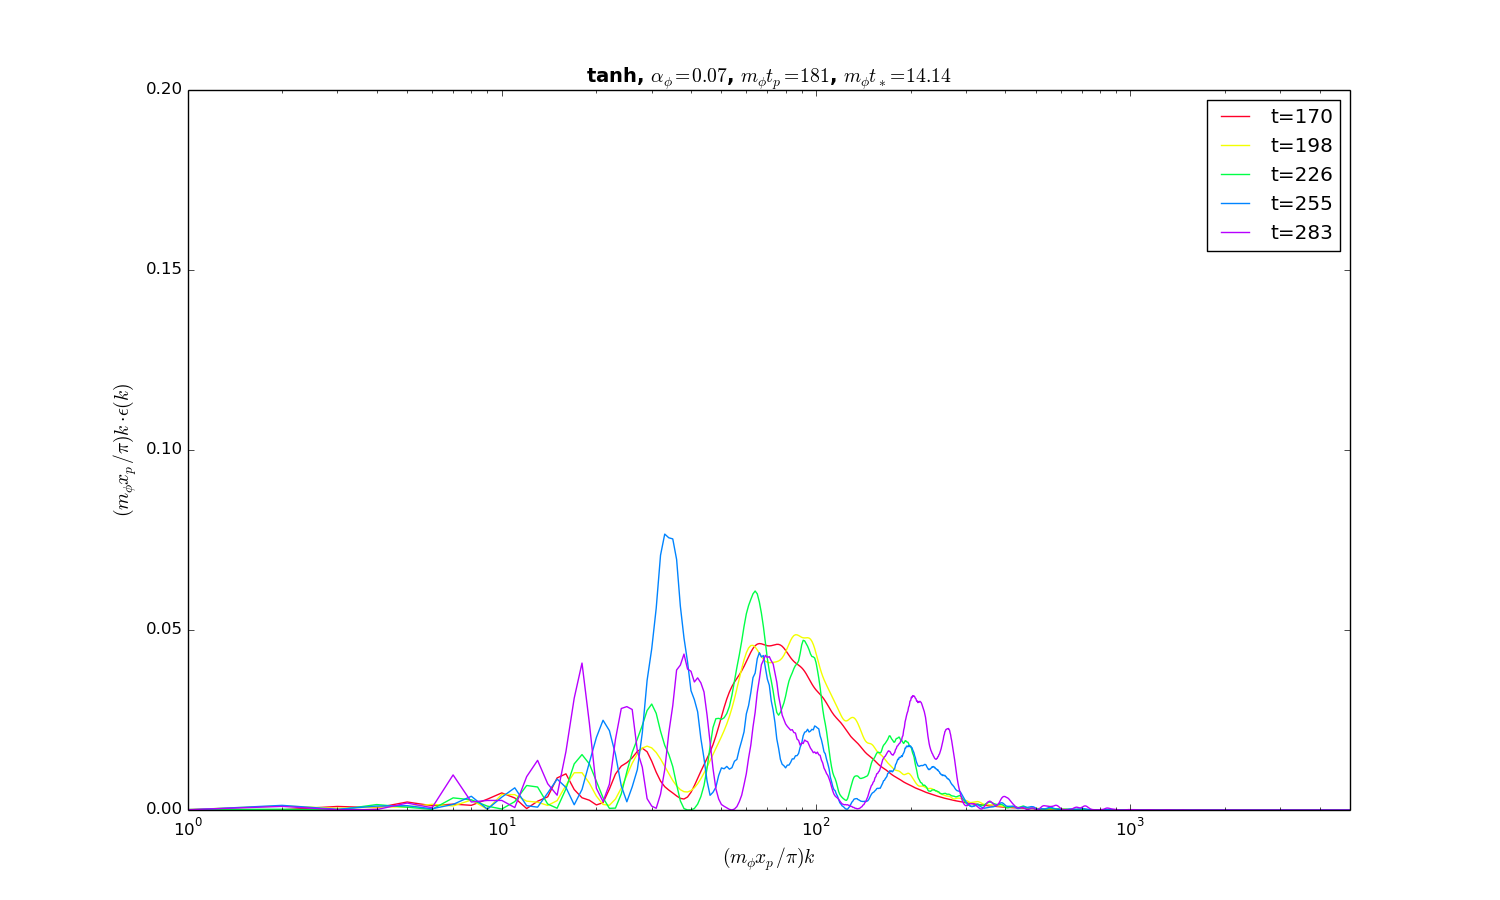 tanh, α_ϕ=0.07, m_ϕt_p=181, m_ϕt_*=14.14
0.20
0.15
0.10
0.05
0.00
(m_ϕx_p/π)k·ϵ(k)
t=170
t=198
t=226
t=255
t=283
10^0 10^1 10^2 10^3
(m_ϕx_p/π)k